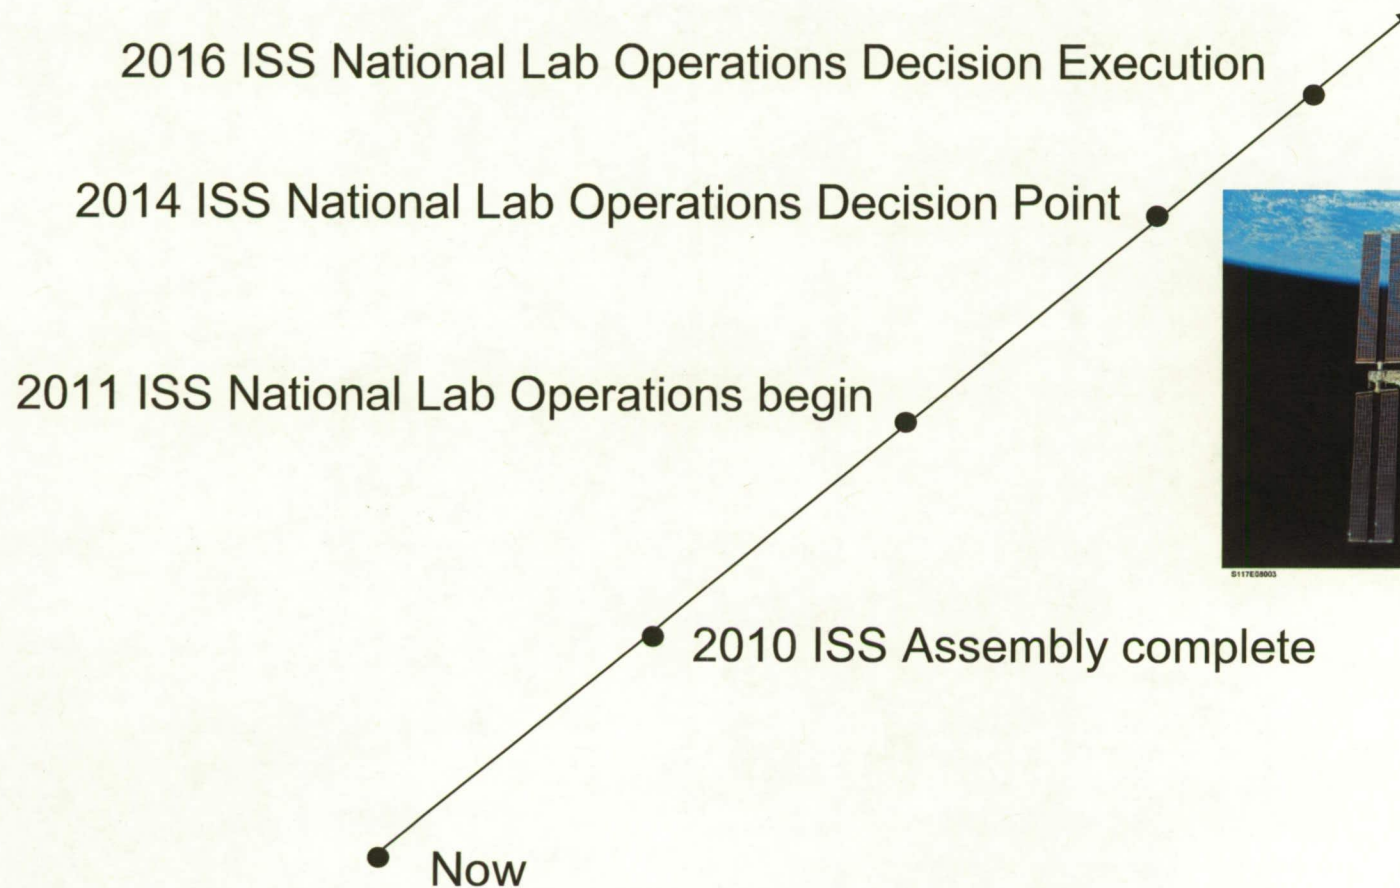 2016 ISS National Lab Operations Decision Execution
2014 ISS National Lab Operations Decision Point
2011 ISS National Lab Operations begin
S117E08003
2010 ISS Assembly complete
Now